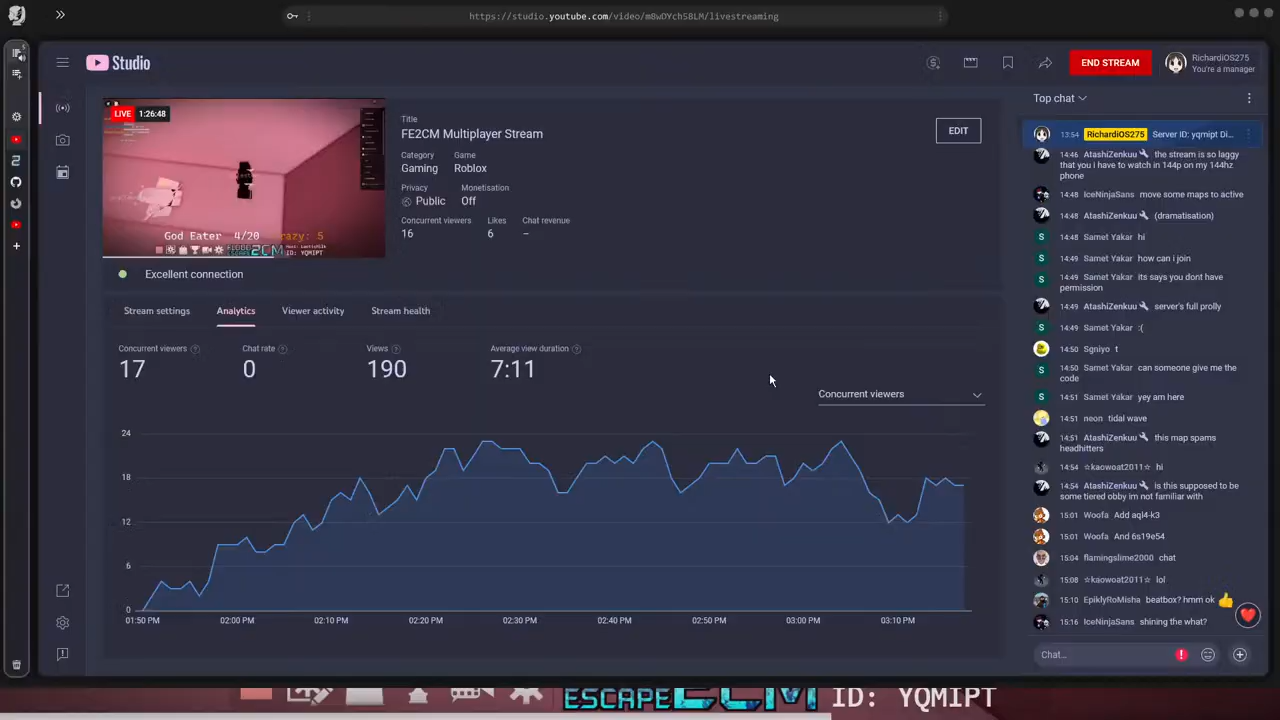 https://studio.youtube.com/video/m8wDYch58LM/livestreaming
Studio
END STREAM
RichardiOS275
You're a manager
LIVE 1:26:48
God Eater 4/20
razy: 5
ID: YQMIPT
Title
FE2CM Multiplayer Stream
EDIT
Category
Gaming
Game
Roblox
Privacy
Public
Monetisation
Off
Concurrent viewers
16
Likes
6
Chat revenue
–
Excellent connection
Stream settings
Analytics
Viewer activity
Stream health
Concurrent viewers
17
Chat rate
0
Views
190
Average view duration
7:11
Concurrent viewers
24
18
12
6
0
01:50 PM
02:00 PM
02:10 PM
02:20 PM
02:30 PM
02:40 PM
02:50 PM
03:00 PM
03:10 PM
Top chat
13:54 RichardiOS275 Server ID: yqmipt Di...
14:46 AtashiZenkuu the stream is so laggy
that you i have to watch in 144p on my 144hz
phone
14:48 IceNinjaSans move some maps to active
14:48 AtashiZenkuu (dramatisation)
S 14:48 Samet Yakar hi
S 14:49 Samet Yakar how can i join
S 14:49 Samet Yakar its says you dont have
permission
14:49 AtashiZenkuu server's full prolly
S 14:49 Samet Yakar :(
14:50 Sgniyo t
S 14:50 Samet Yakar can someone give me the
code
S 14:51 Samet Yakar yey am here
14:51 neon tidal wave
14:51 AtashiZenkuu this map spams
headhitters
14:54 ☆kaowoat2011☆ hi
14:54 AtashiZenkuu is this supposed to be
some tiered obby im not familiar with
15:01 Woofa Add aql4-k3
15:01 Woofa And 6s19e54
15:04 flamingslime2000 chat
15:08 ☆kaowoat2011☆ lol
15:10 EpiklyRoMisha beatbox? hmm ok 👍
15:16 IceNinjaSans shining the what?
Chat...
ESCAPE 2CM ID: YQMIPT